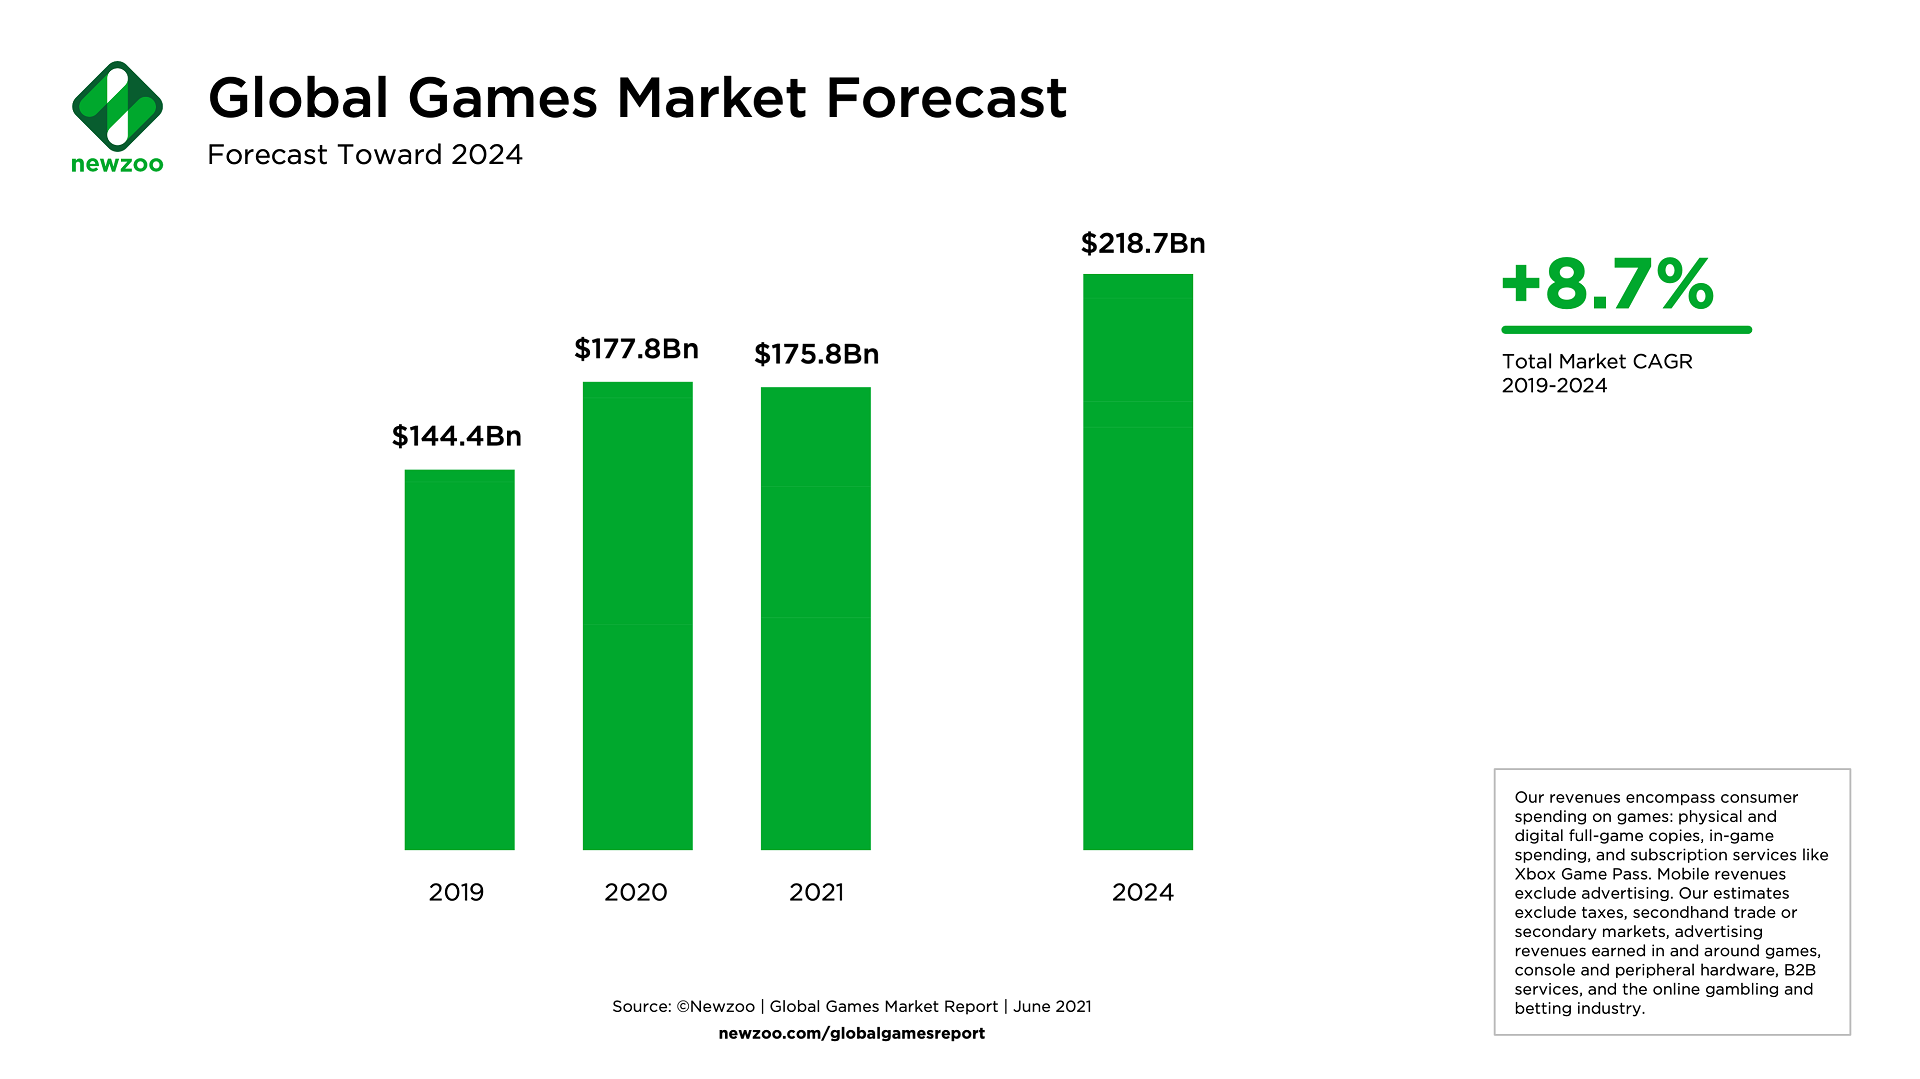 newzoo
Global Games Market Forecast
Forecast Toward 2024
$144.4Bn
$177.8Bn
$175.8Bn
$218.7Bn
2019
2020
2021
2024
+8.7%
Total Market CAGR
2019-2024
Our revenues encompass consumer
spending on games: physical and
digital full-game copies, in-game
spending, and subscription services like
Xbox Game Pass. Mobile revenues
exclude advertising. Our estimates
exclude taxes, secondhand trade or
secondary markets, advertising
revenues earned in and around games,
console and peripheral hardware, B2B
services, and the online gambling and
betting industry.
Source: ©Newzoo | Global Games Market Report | June 2021
newzoo.com/globalgamesreport